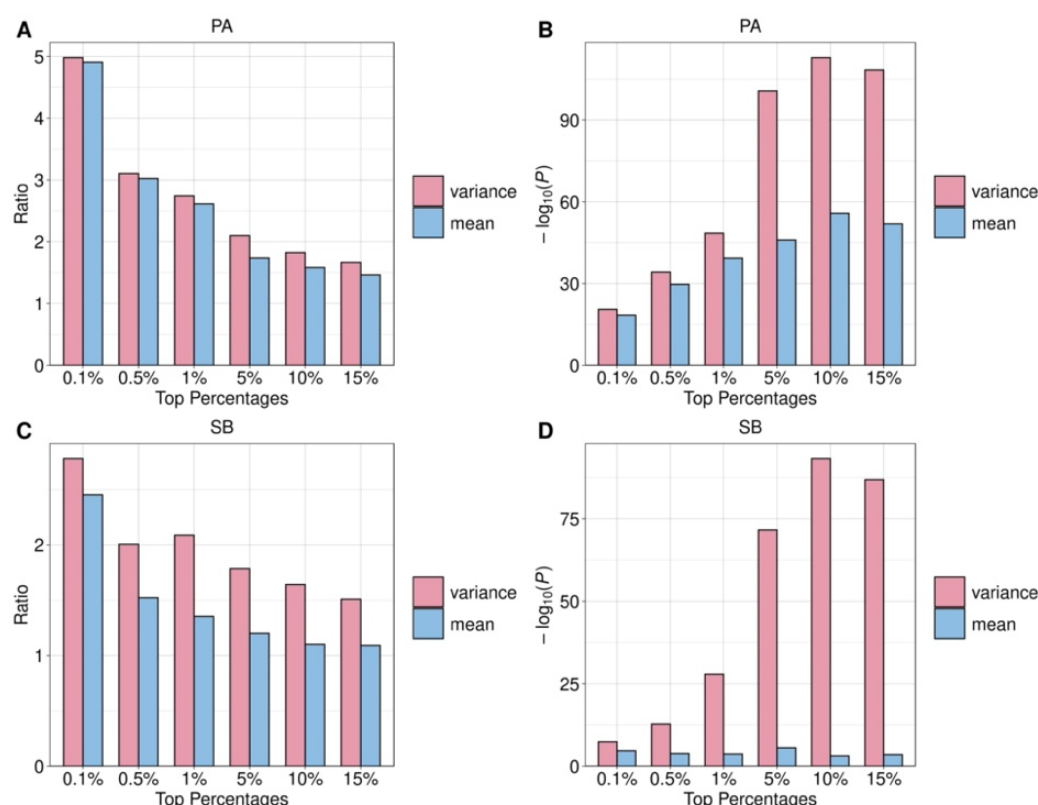 A
PA
Ratio
5
4
3
2
1
0
0.1% 0.5% 1% 5% 10% 15%
Top Percentages
variance
mean
B
PA
− log10(P)
90
60
30
0
0.1% 0.5% 1% 5% 10% 15%
Top Percentages
variance
mean
C
SB
Ratio
2
1
0
0.1% 0.5% 1% 5% 10% 15%
Top Percentages
variance
mean
D
SB
− log10(P)
75
50
25
0
0.1% 0.5% 1% 5% 10% 15%
Top Percentages
variance
mean